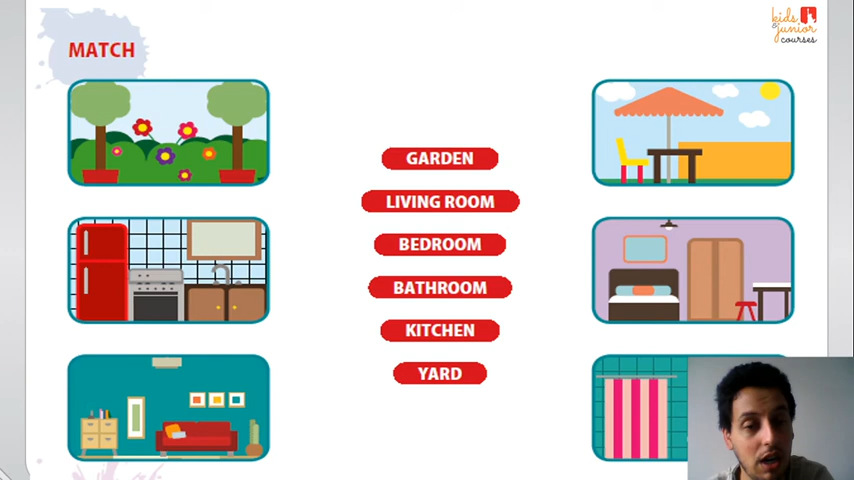 kids
&junior
courses
MATCH
GARDEN
LIVING ROOM
BEDROOM
BATHROOM
KITCHEN
YARD